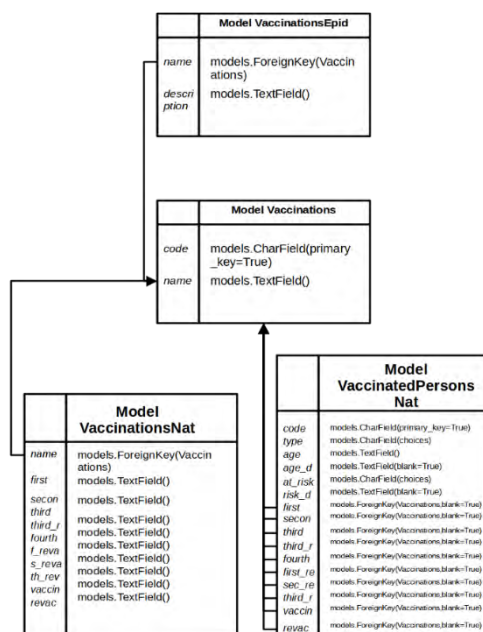 Model VaccinationsEpid
name models.ForeignKey(Vaccin
ations)
descri models.TextField()
ption
Model Vaccinations
code models.CharField(primary
_key=True)
name models.TextField()
Model
VaccinationsNat
name models.ForeignKey(Vaccin
ations)
first models.TextField()
secon models.TextField()
third
third_r models.TextField()
fourth models.TextField()
f_reva models.TextField()
s_reva models.TextField()
th_rev models.TextField()
vaccin models.TextField()
revac models.TextField()
Model
VaccinatedPersons
Nat
code models.CharField(primary_key=True)
type models.CharField(choices)
age models.TextField()
age_d models.TextField(blank=True)
at_risk models.CharField(choices)
risk_d models.TextField(blank=True)
first models.ForeignKey(Vaccinations,blank=True)
secon models.ForeignKey(Vaccinations,blank=True)
third models.ForeignKey(Vaccinations,blank=True)
third_r models.ForeignKey(Vaccinations,blank=True)
fourth models.ForeignKey(Vaccinations,blank=True)
first_re models.ForeignKey(Vaccinations,blank=True)
sec_re models.ForeignKey(Vaccinations,blank=True)
third_r models.ForeignKey(Vaccinations,blank=True)
vaccin models.ForeignKey(Vaccinations,blank=True)
revac models.ForeignKey(Vaccinations,blank=True)